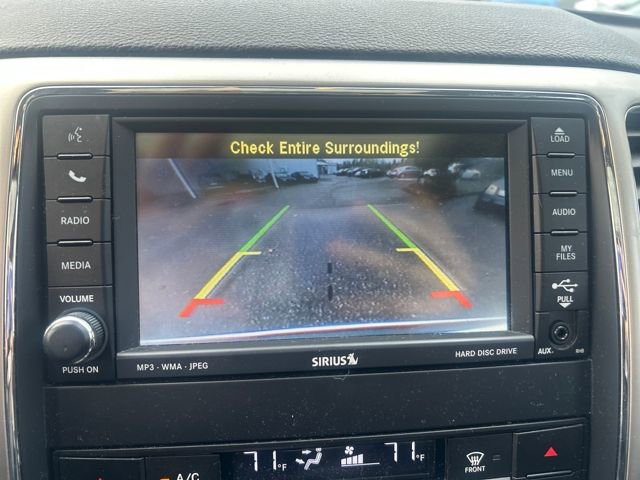 Check Entire Surroundings!
LOAD
MENU
RADIO
AUDIO
MEDIA
MY
FILES
VOLUME
PULL
PUSH ON
MP3 · WMA · JPEG
SIRIUS
HARD DISC DRIVE
AUX
RHB
71°F
71°F
FRONT
A/C